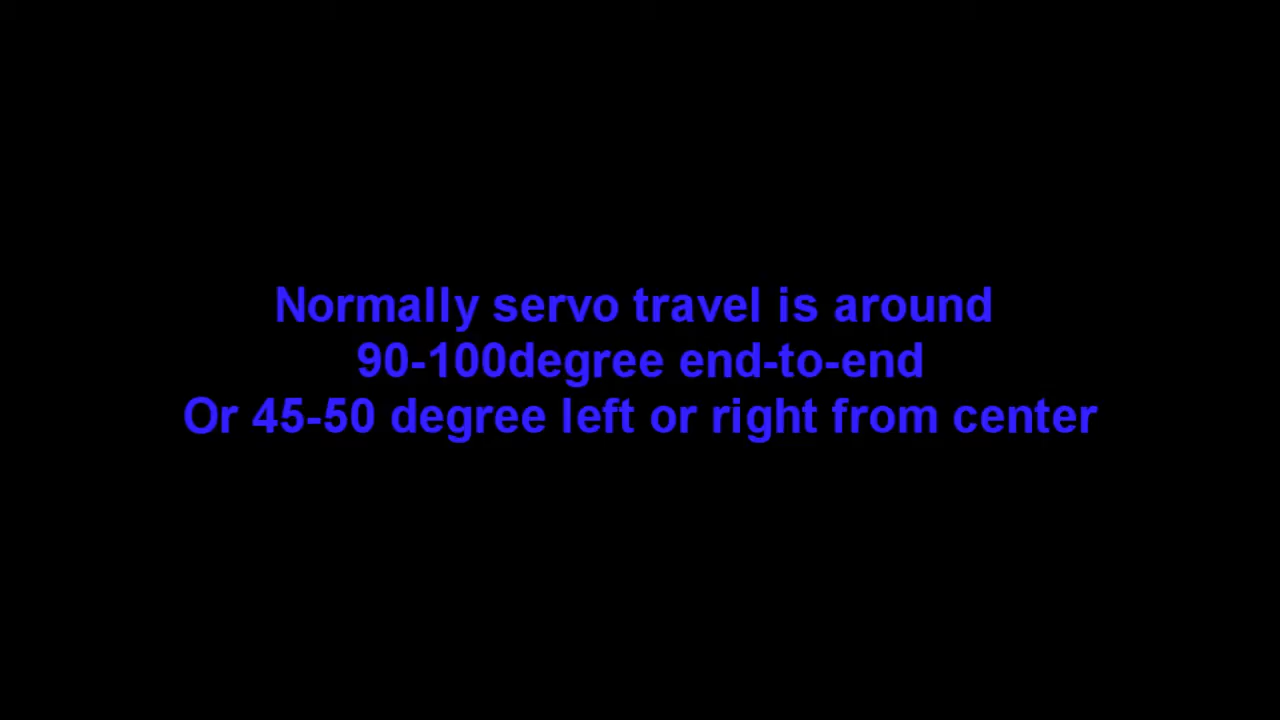 Normally servo travel is around
90-100degree end-to-end
Or 45-50 degree left or right from center